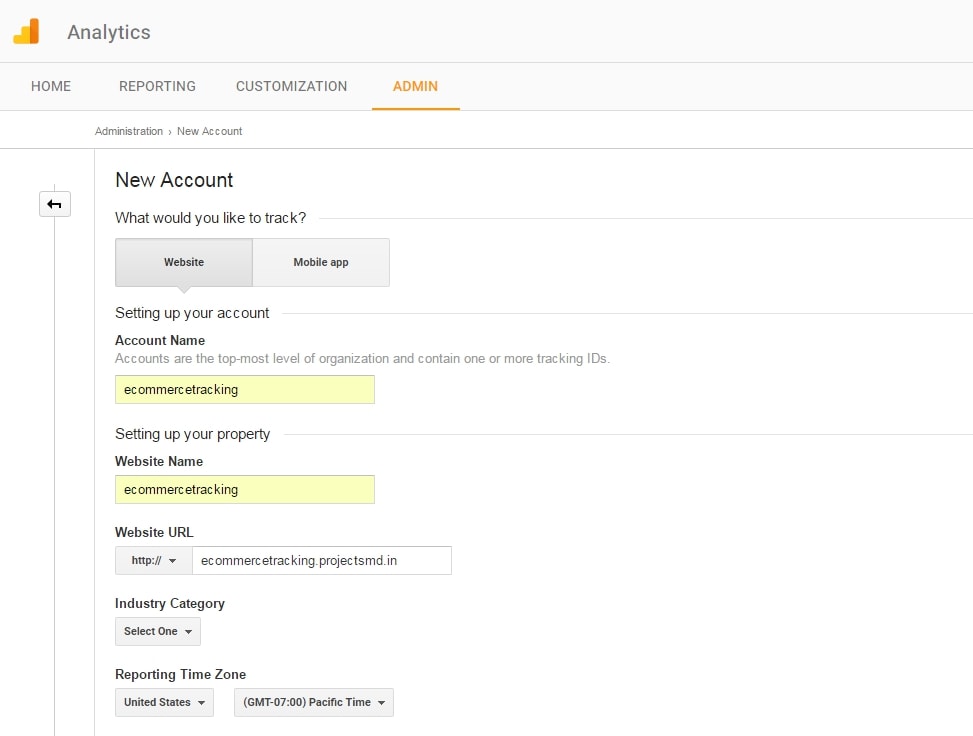 Analytics
HOME REPORTING CUSTOMIZATION ADMIN
Administration › New Account
New Account
What would you like to track?
Website Mobile app
Setting up your account
Account Name
Accounts are the top-most level of organization and contain one or more tracking IDs.
ecommercetracking
Setting up your property
Website Name
ecommercetracking
Website URL
http:// ecommercetracking.projectsmd.in
Industry Category
Select One
Reporting Time Zone
United States (GMT-07:00) Pacific Time